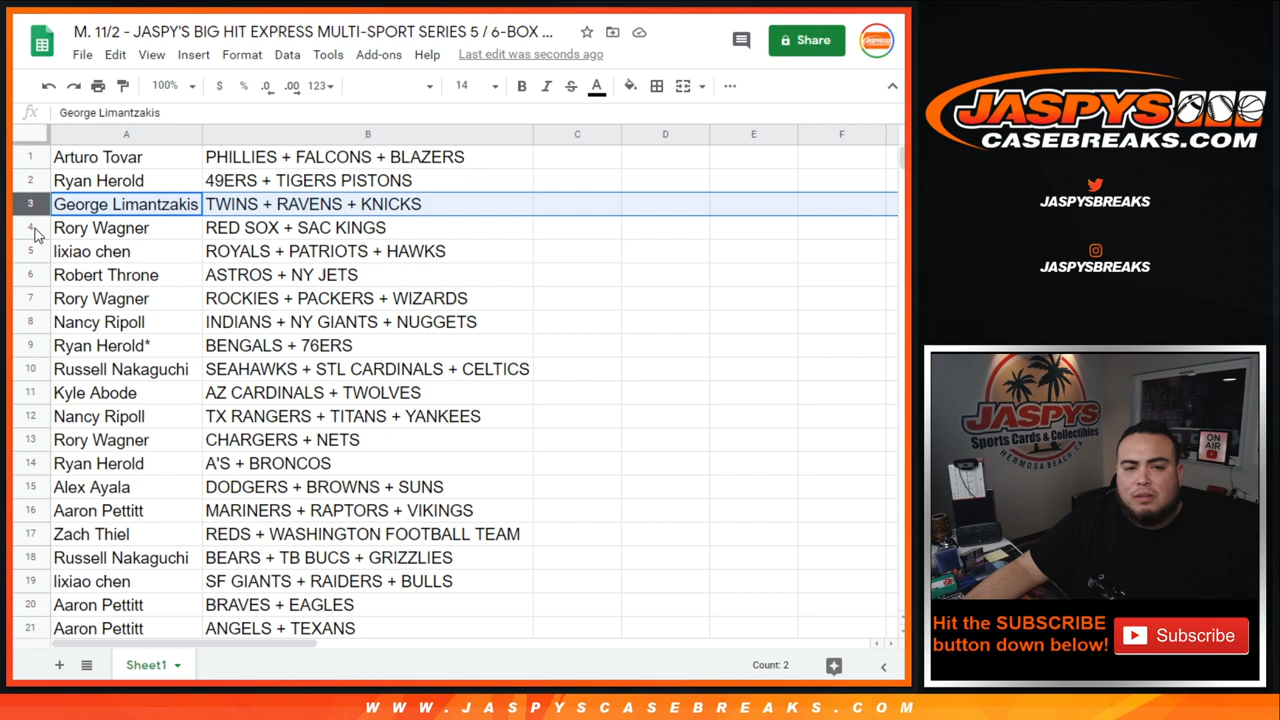 M. 11/2 - JASPY'S BIG HIT EXPRESS MULTI-SPORT SERIES 5 / 6-BOX ...
File Edit View Insert Format Data Tools Add-ons Help Last edit was seconds ago
Share
100% $ % .0 .00 123 14 B I S A ...
fx George Limantzakis
A B C D E F
1 Arturo Tovar PHILLIES + FALCONS + BLAZERS
2 Ryan Herold 49ERS + TIGERS PISTONS
3 George Limantzakis TWINS + RAVENS + KNICKS
4 Rory Wagner RED SOX + SAC KINGS
5 lixiao chen ROYALS + PATRIOTS + HAWKS
6 Robert Throne ASTROS + NY JETS
7 Rory Wagner ROCKIES + PACKERS + WIZARDS
8 Nancy Ripoll INDIANS + NY GIANTS + NUGGETS
9 Ryan Herold* BENGALS + 76ERS
10 Russell Nakaguchi SEAHAWKS + STL CARDINALS + CELTICS
11 Kyle Abode AZ CARDINALS + TWOLVES
12 Nancy Ripoll TX RANGERS + TITANS + YANKEES
13 Rory Wagner CHARGERS + NETS
14 Ryan Herold A'S + BRONCOS
15 Alex Ayala DODGERS + BROWNS + SUNS
16 Aaron Pettitt MARINERS + RAPTORS + VIKINGS
17 Zach Thiel REDS + WASHINGTON FOOTBALL TEAM
18 Russell Nakaguchi BEARS + TB BUCS + GRIZZLIES
19 lixiao chen SF GIANTS + RAIDERS + BULLS
20 Aaron Pettitt BRAVES + EAGLES
21 Aaron Pettitt ANGELS + TEXANS
Sheet1 Count: 2
JASPYS
CASEBREAKS.COM
JASPYSBREAKS
JASPYSBREAKS
JASPYS
Sports Cards & Collectibles
HERMOSA BEACH, CA
ON AIR
Hit the SUBSCRIBE
button down below!
Subscribe
WWW.JASPYSCASEBREAKS.COM